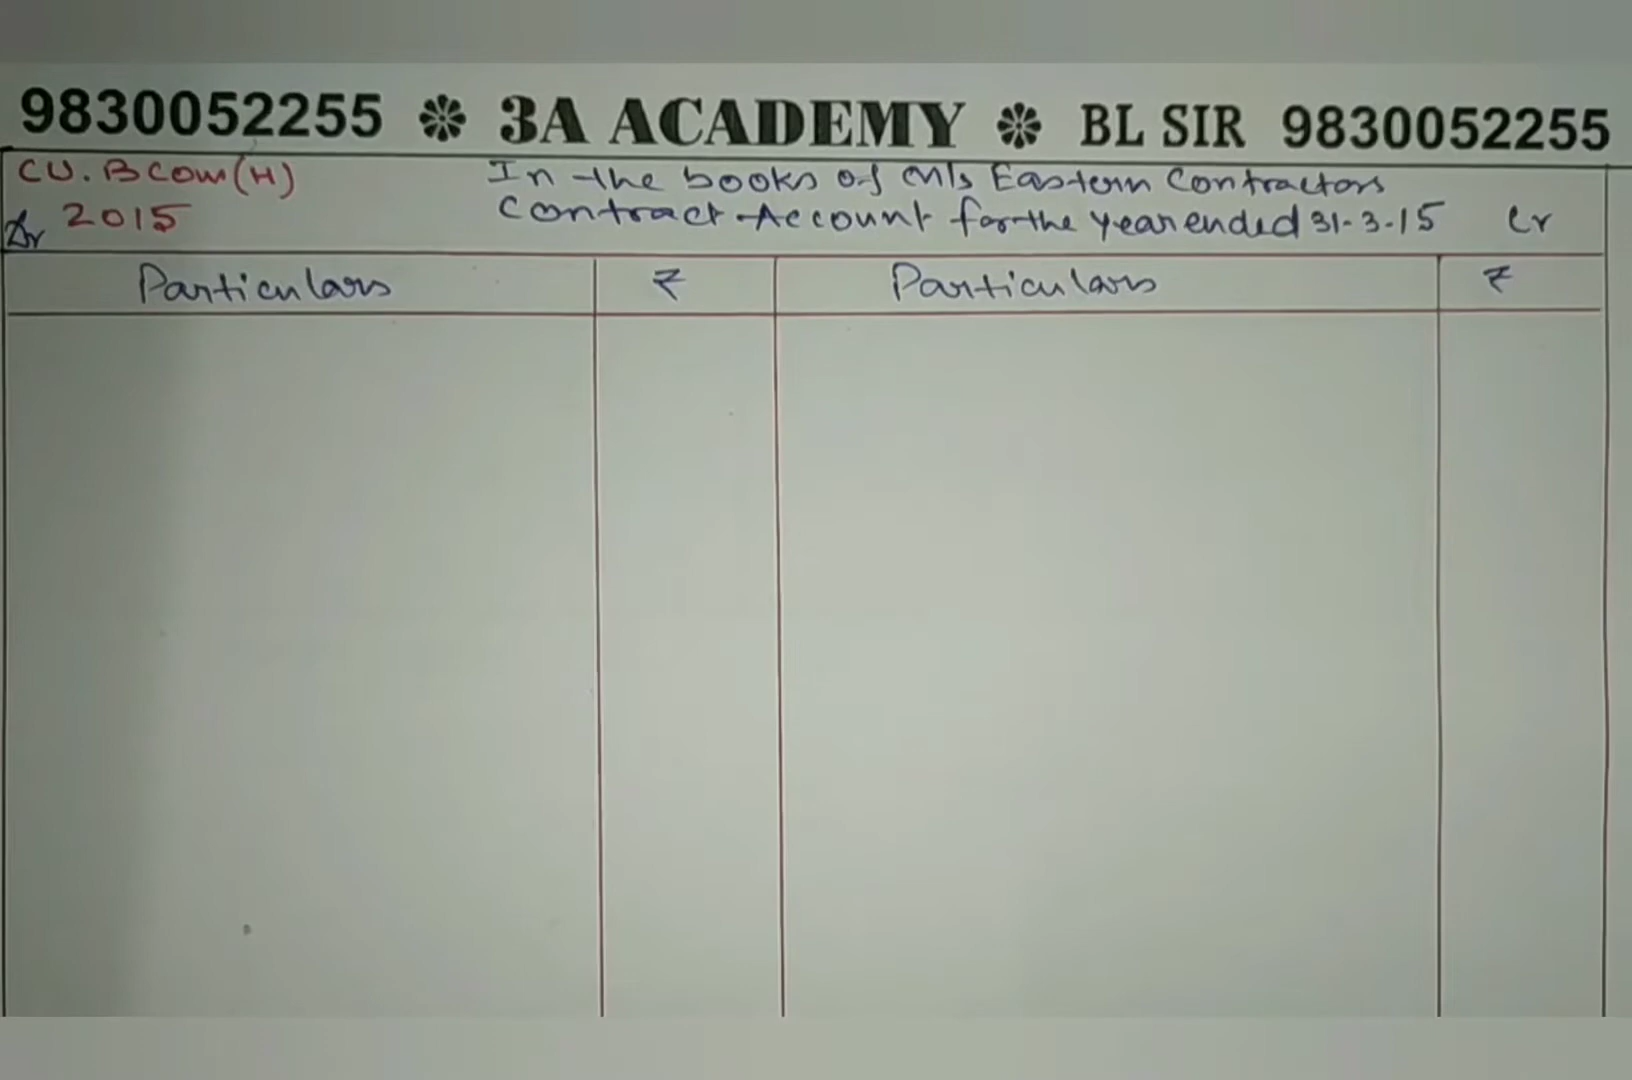 9830052255 ❋ 3A ACADEMY ❋ BL SIR 9830052255
CU. B Com (H)
2015
In the books of M/s Eastern Contractors
Contract Account for the year ended 31-3-15
Dr
Cr
Particulars ₹ Particulars ₹